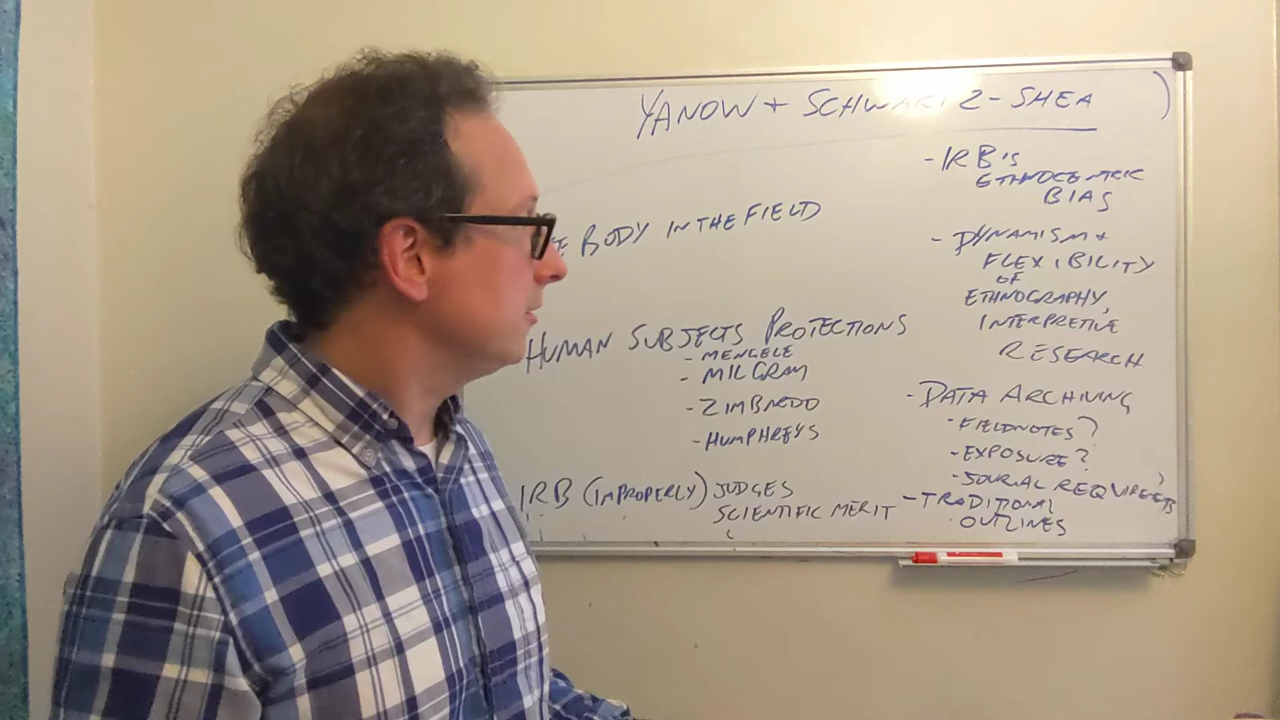 YANOW + SCHWARTZ-SHEA
BODY IN THE FIELD
HUMAN SUBJECTS PROTECTIONS
- MENGELE
- MILGRAM
- ZIMBARDO
- HUMPHREYS
IRB (IMPROPERLY) JUDGES
SCIENTIFIC MERIT
- IRB's
ETHNOCENTRIC
BIAS
- DYNAMISM +
FLEXIBILITY
OF
ETHNOGRAPHY,
INTERPRETIVE
RESEARCH
- DATA ARCHIVING
- FIELDNOTES?
- EXPOSURE?
- JOURNAL REQUIREMENTS
- TRADITIONAL
OUTLINES